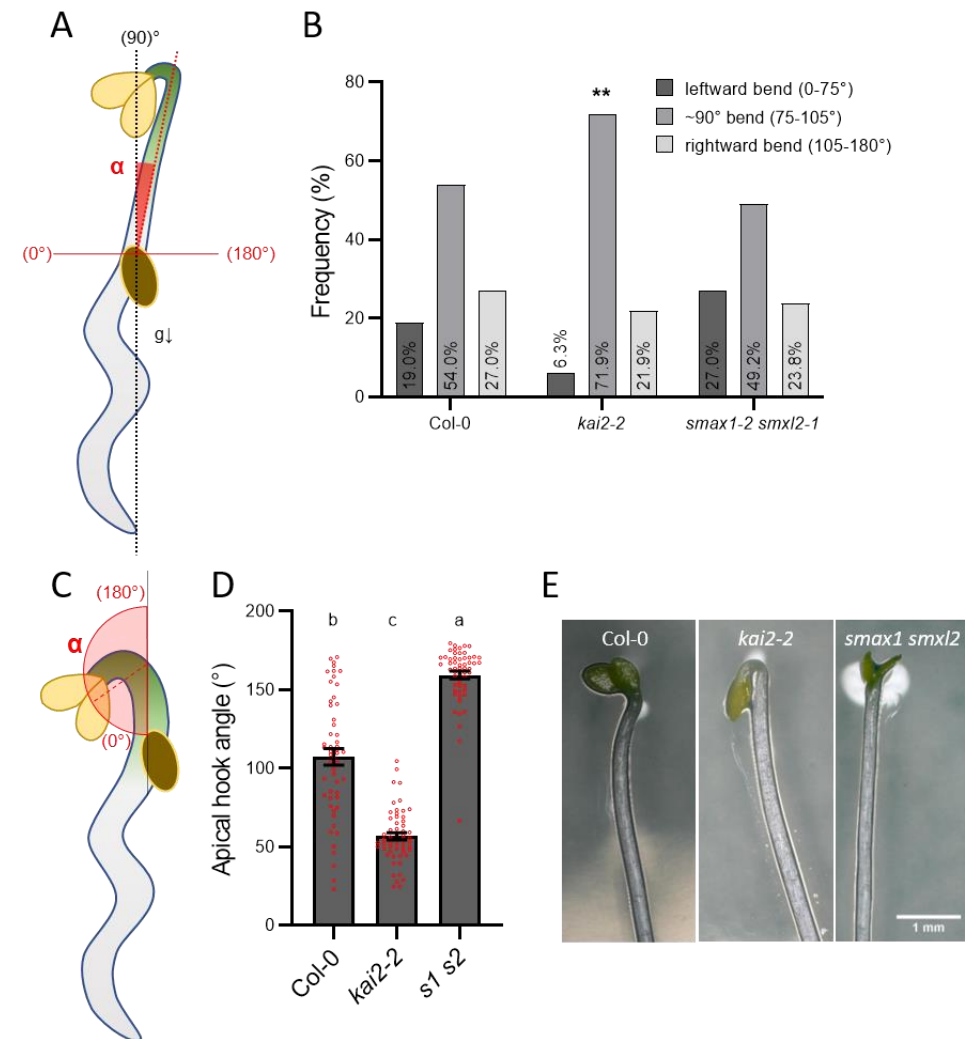 A
(90)°
α
(0°)
(180°)
g↓
B
80
60
40
20
0
Frequency (%)
**
leftward bend (0-75°)
~90° bend (75-105°)
rightward bend (105-180°)
19.0%
54.0%
27.0%
6.3%
71.9%
21.9%
27.0%
49.2%
23.8%
Col-0
kai2-2
smax1-2 smxl2-1
C
(180°)
α
(0°)
D
200
150
100
50
0
Apical hook angle (°)
b
c
a
Col-0
kai2-2
s1 s2
E
Col-0
kai2-2
smax1 smxl2
1 mm